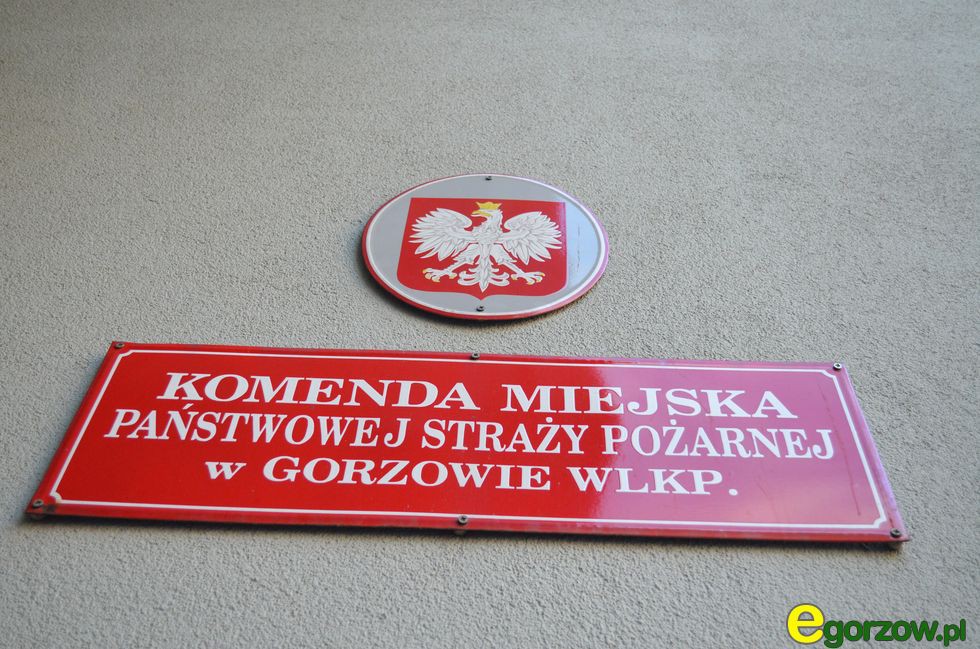 KOMENDA MIEJSKA
PAŃSTWOWEJ STRAŻY POŻARNEJ
w GORZOWIE WLKP.
egorzow.pl